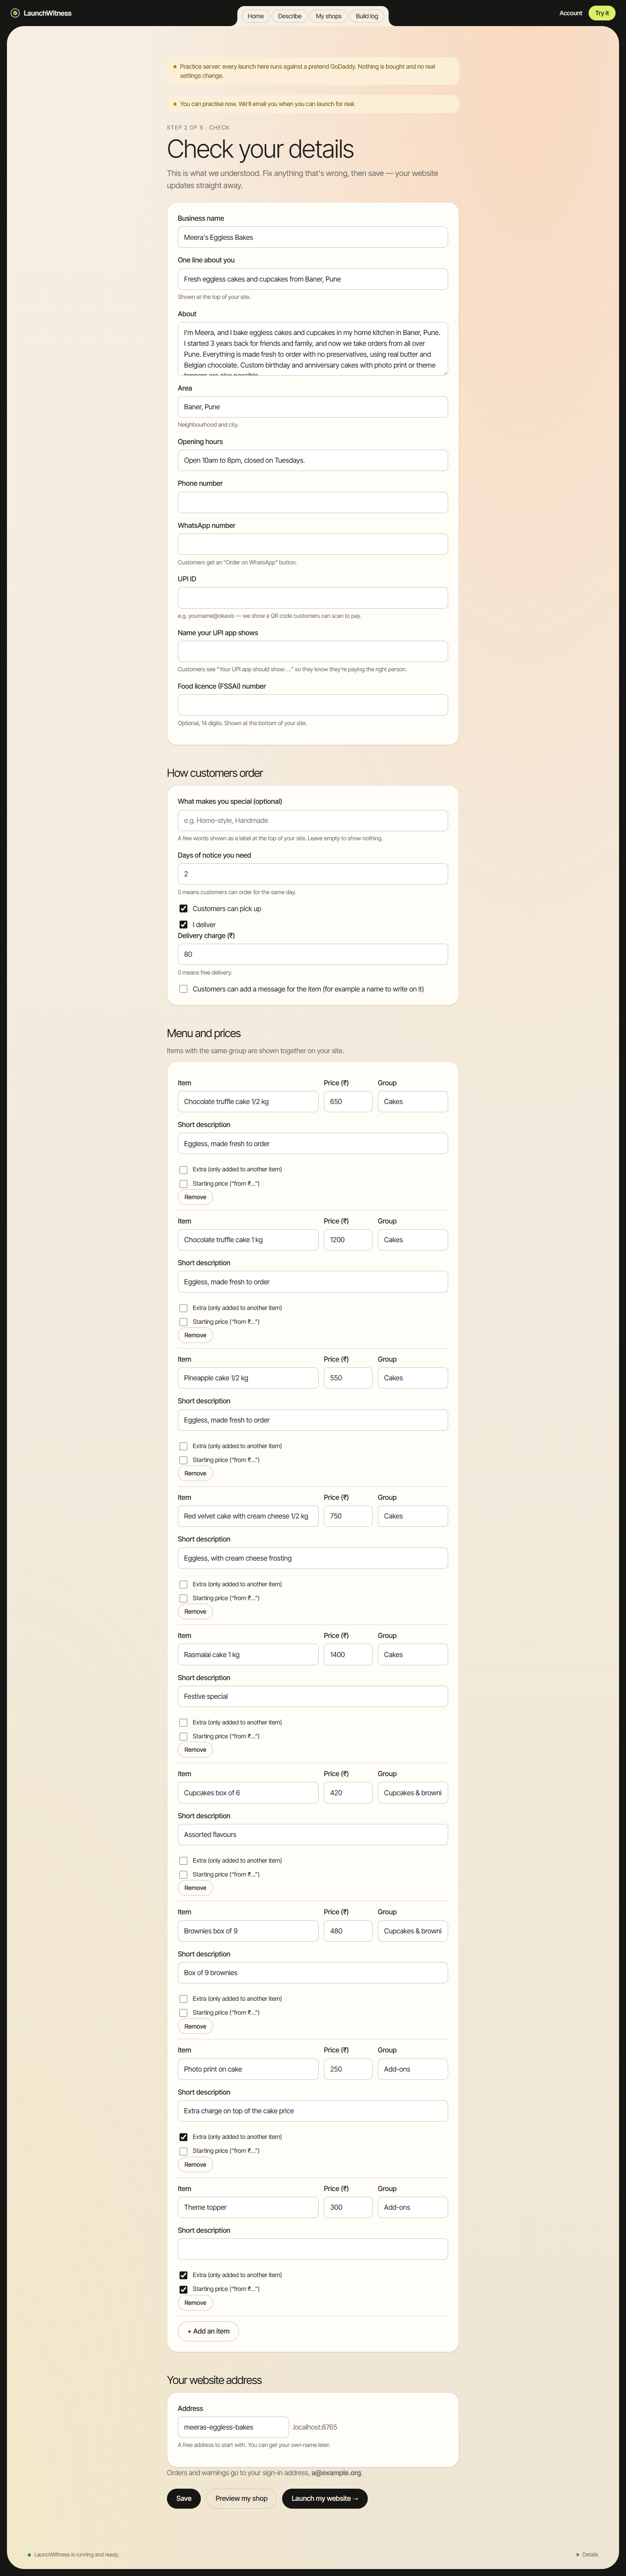 LaunchWitness
Home
Describe
My shops
Build log
Account
Try it
Practice server: every launch here runs against a pretend GoDaddy. Nothing is bought and no real
settings change.
You can practise now. We'll email you when you can launch for real.
STEP 2 OF 5 · CHECK
Check your details
This is what we understood. Fix anything that's wrong, then save — your website
updates straight away.
Business name
Meera's Eggless Bakes
One line about you
Fresh eggless cakes and cupcakes from Baner, Pune
Shown at the top of your site.
About
I'm Meera, and I bake eggless cakes and cupcakes in my home kitchen in Baner, Pune.
I started 3 years back for friends and family, and now we take orders from all over
Pune. Everything is made fresh to order with no preservatives, using real butter and
Belgian chocolate. Custom birthday and anniversary cakes with photo print or theme
toppers are also possible.
Area
Baner, Pune
Neighbourhood and city.
Opening hours
Open 10am to 8pm, closed on Tuesdays.
Phone number
WhatsApp number
Customers get an "Order on WhatsApp" button.
UPI ID
e.g. yourname@okaxis — we show a QR code customers can scan to pay.
Name your UPI app shows
Customers see "Your UPI app should show: …" so they know they're paying the right person.
Food licence (FSSAI) number
Optional, 14 digits. Shown at the bottom of your site.
How customers order
What makes you special (optional)
e.g. Home-style, Handmade
A few words shown as a label at the top of your site. Leave empty to show nothing.
Days of notice you need
2
0 means customers can order for the same day.
Customers can pick up
I deliver
Delivery charge (₹)
80
0 means free delivery.
Customers can add a message for the item (for example a name to write on it)
Menu and prices
Items with the same group are shown together on your site.
Item Price (₹) Group
Chocolate truffle cake 1/2 kg 650 Cakes
Short description
Eggless, made fresh to order
Extra (only added to another item)
Starting price ("from ₹…")
Remove
Item Price (₹) Group
Chocolate truffle cake 1 kg 1200 Cakes
Short description
Eggless, made fresh to order
Extra (only added to another item)
Starting price ("from ₹…")
Remove
Item Price (₹) Group
Pineapple cake 1/2 kg 550 Cakes
Short description
Eggless, made fresh to order
Extra (only added to another item)
Starting price ("from ₹…")
Remove
Item Price (₹) Group
Red velvet cake with cream cheese 1/2 kg 750 Cakes
Short description
Eggless, with cream cheese frosting
Extra (only added to another item)
Starting price ("from ₹…")
Remove
Item Price (₹) Group
Rasmalai cake 1 kg 1400 Cakes
Short description
Festive special
Extra (only added to another item)
Starting price ("from ₹…")
Remove
Item Price (₹) Group
Cupcakes box of 6 420 Cupcakes & browni
Short description
Assorted flavours
Extra (only added to another item)
Starting price ("from ₹…")
Remove
Item Price (₹) Group
Brownies box of 9 480 Cupcakes & browni
Short description
Box of 9 brownies
Extra (only added to another item)
Starting price ("from ₹…")
Remove
Item Price (₹) Group
Photo print on cake 250 Add-ons
Short description
Extra charge on top of the cake price
Extra (only added to another item)
Starting price ("from ₹…")
Remove
Item Price (₹) Group
Theme topper 300 Add-ons
Short description
Extra (only added to another item)
Starting price ("from ₹…")
Remove
+ Add an item
Your website address
Address
meeras-eggless-bakes .localhost:8765
A free address to start with. You can get your own name later.
Orders and warnings go to your sign-in address, a@example.org.
Save
Preview my shop
Launch my website →
LaunchWitness is running and ready.
Details